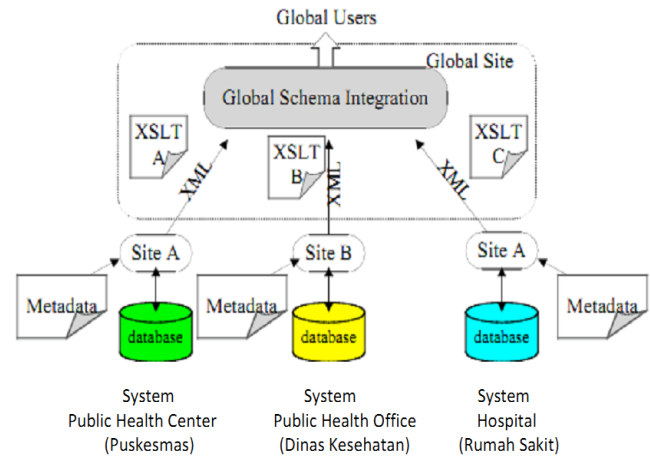 Global Users
Global Site
Global Schema Integration
XSLT
A
XML
XSLT
B
XML
XSLT
C
XML
Site A
Site B
Site A
Metadata
database
Metadata
database
database
Metadata
System
Public Health Center
(Puskesmas)
System
Public Health Office
(Dinas Kesehatan)
System
Hospital
(Rumah Sakit)